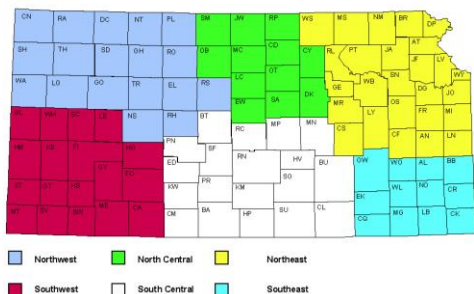 CN RA DC NT PL SM JW RP WS MS NM BR DP
SH TH SD GH RO OB MC CD CY RL PT JA AT
OT JF LV WT
WA LG GO TR EL RS LC DK GE WB SN DG JO
EW SA MR OS
LE NS RH BT RC MP MN LY FR MI
PN SF CS CF AN LN
ED RN HV BU GW WO AL BB
KW PR KM SG EK WL NO CR
CM BA HP SU CL CQ MG LB CK
Northwest North Central Northeast
Southwest South Central Southeast